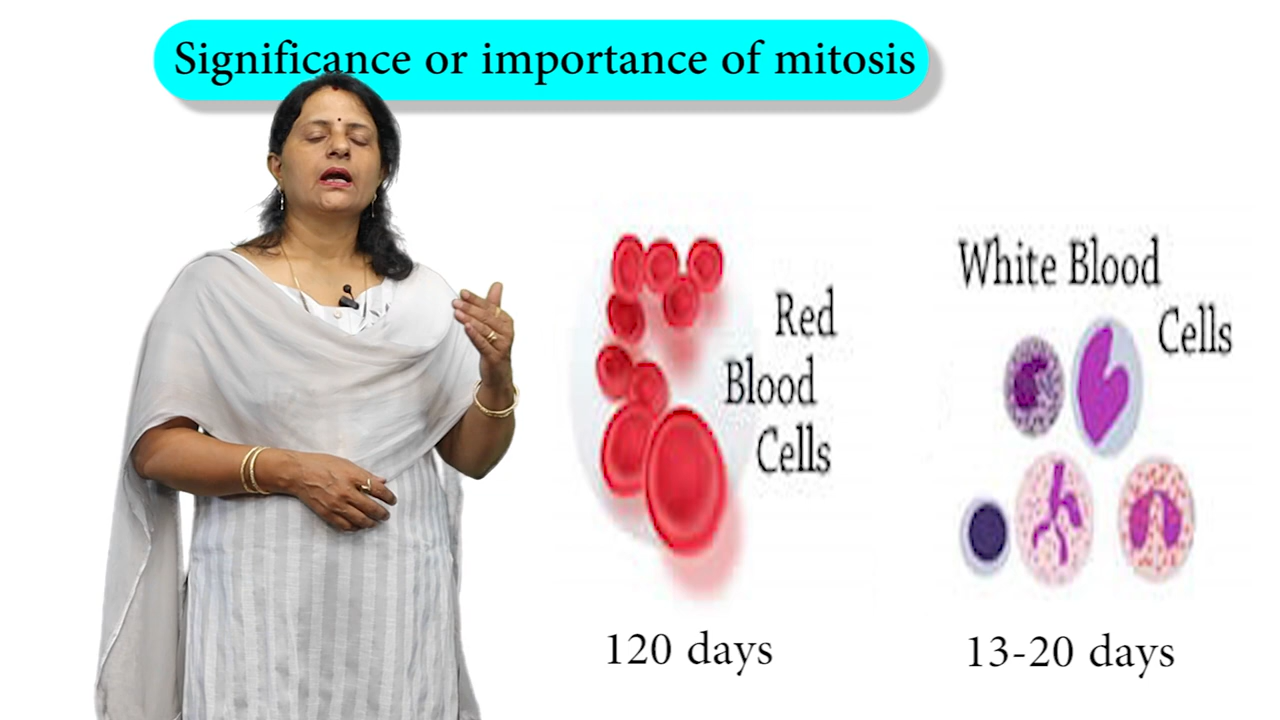 Significance or importance of mitosis
Red
Blood
Cells
White Blood
Cells
120 days
13-20 days